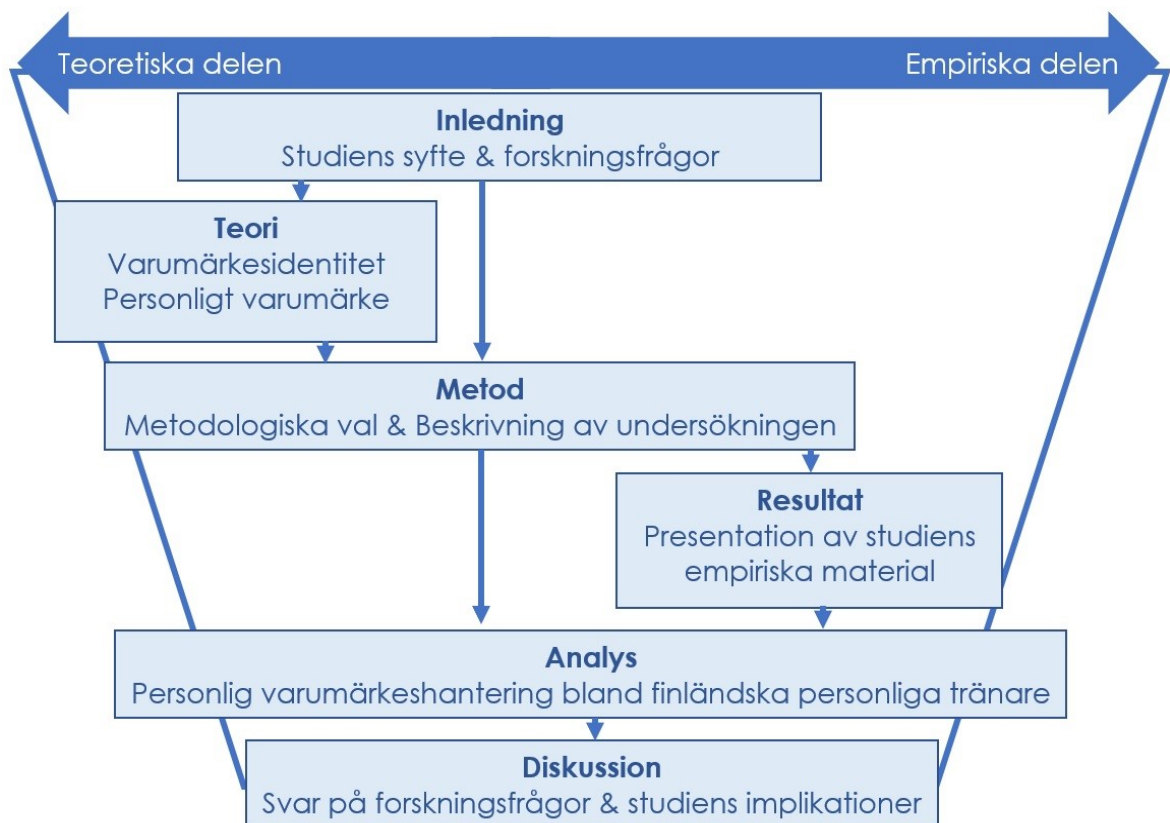 Teoretiska delen
Empiriska delen
Inledning
Studiens syfte & forskningsfrågor
Teori
Varumärkesidentitet
Personligt varumärke
Metod
Metodologiska val & Beskrivning av undersökningen
Resultat
Presentation av studiens
empiriska material
Analys
Personlig varumärkeshantering bland finländska personliga tränare
Diskussion
Svar på forskningsfrågor & studiens implikationer